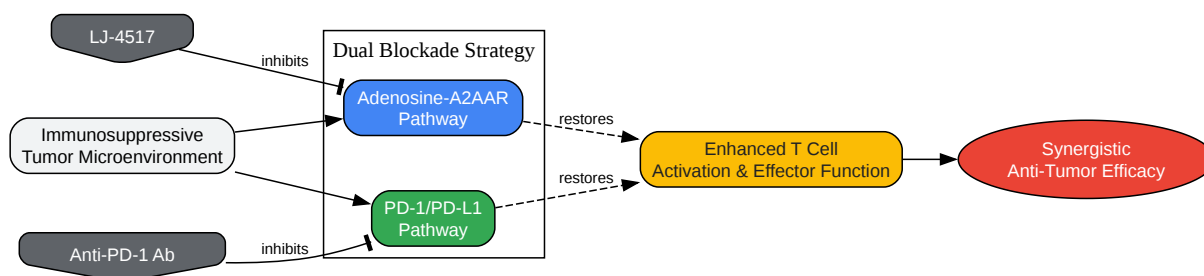 LJ-4517
inhibits
Dual Blockade Strategy
Adenosine-A2AAR
Pathway
restores
Immunosuppressive
Tumor Microenvironment
Enhanced T Cell
Activation & Effector Function
Synergistic
Anti-Tumor Efficacy
restores
PD-1/PD-L1
Pathway
Anti-PD-1 Ab
inhibits